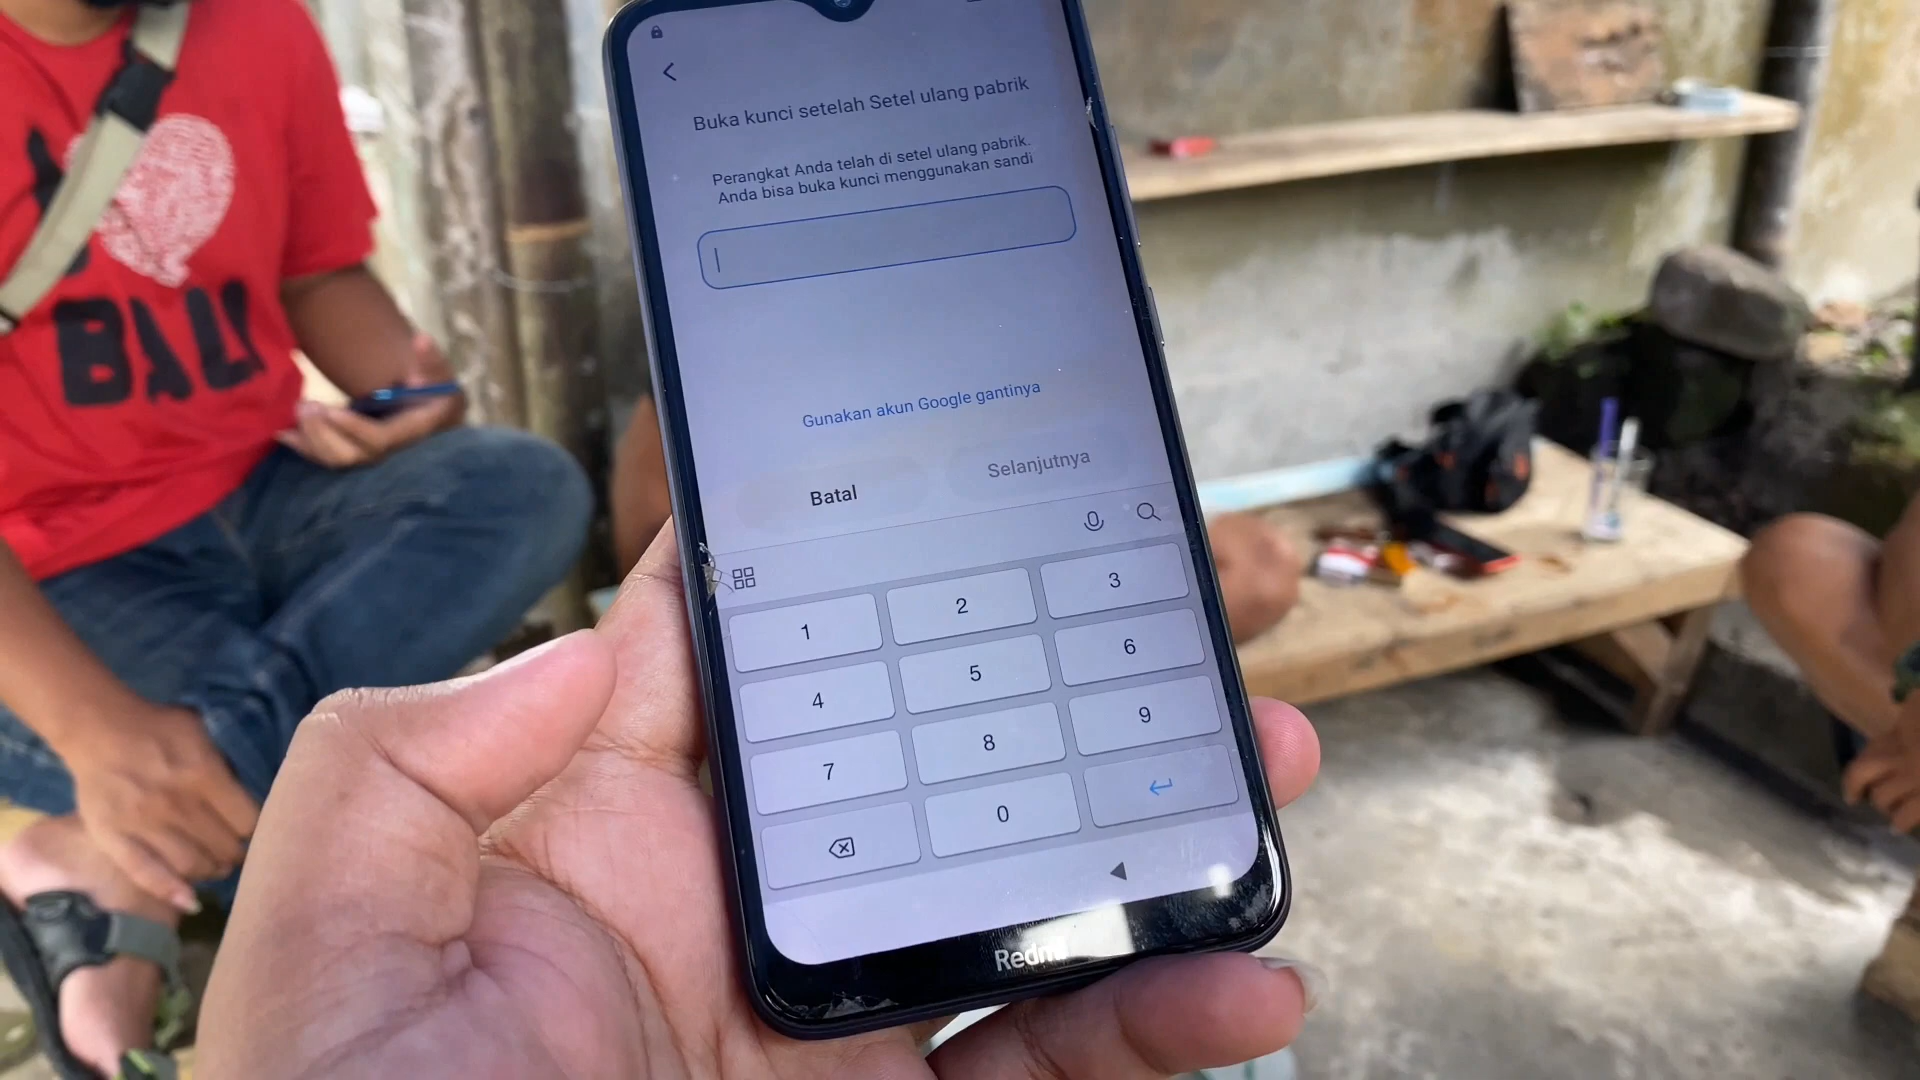 Buka kunci setelah Setel ulang pabrik
Perangkat Anda telah di setel ulang pabrik.
Anda bisa buka kunci menggunakan sandi
Gunakan akun Google gantinya
Batal
Selanjutnya
1
2
3
4
5
6
7
8
9
0
Redmi
BALI